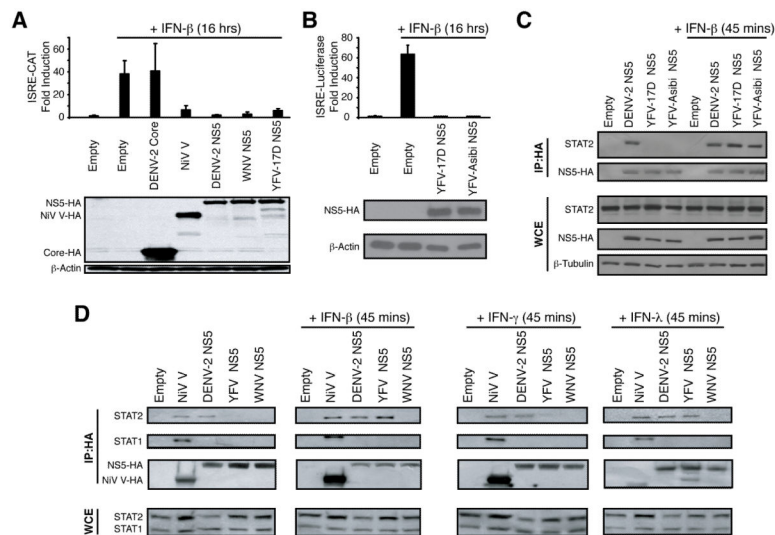 A
+ IFN-β (16 hrs)
ISRE-CAT
Fold Induction
60
50
40
30
20
10
0
Empty
Empty
DENV-2 Core
NiV V
DENV-2 NS5
WNV NS5
YFV-17D NS5
NS5-HA
NiV V-HA
Core-HA
β-Actin
B
+ IFN-β (16 hrs)
ISRE-Luciferase
Fold Induction
80
60
40
20
0
Empty
Empty
YFV-17D NS5
YFV-Asibi NS5
NS5-HA
β-Actin
C
+ IFN-β (45 mins)
Empty
DENV-2 NS5
YFV-17D NS5
YFV-Asibi NS5
Empty
DENV-2 NS5
YFV-17D NS5
YFV-Asibi NS5
IP:HA
STAT2
NS5-HA
WCE
STAT2
NS5-HA
β-Tubulin
D
+ IFN-β (45 mins)
+ IFN-γ (45 mins)
+ IFN-λ (45 mins)
Empty
NiV V
DENV-2 NS5
YFV NS5
WNV NS5
Empty
NiV V
DENV-2 NS5
YFV NS5
WNV NS5
Empty
NiV V
DENV-2 NS5
YFV NS5
WNV NS5
Empty
NiV V
DENV-2 NS5
YFV NS5
WNV NS5
IP:HA
STAT2
STAT1
NS5-HA
NiV V-HA
WCE
STAT2
STAT1